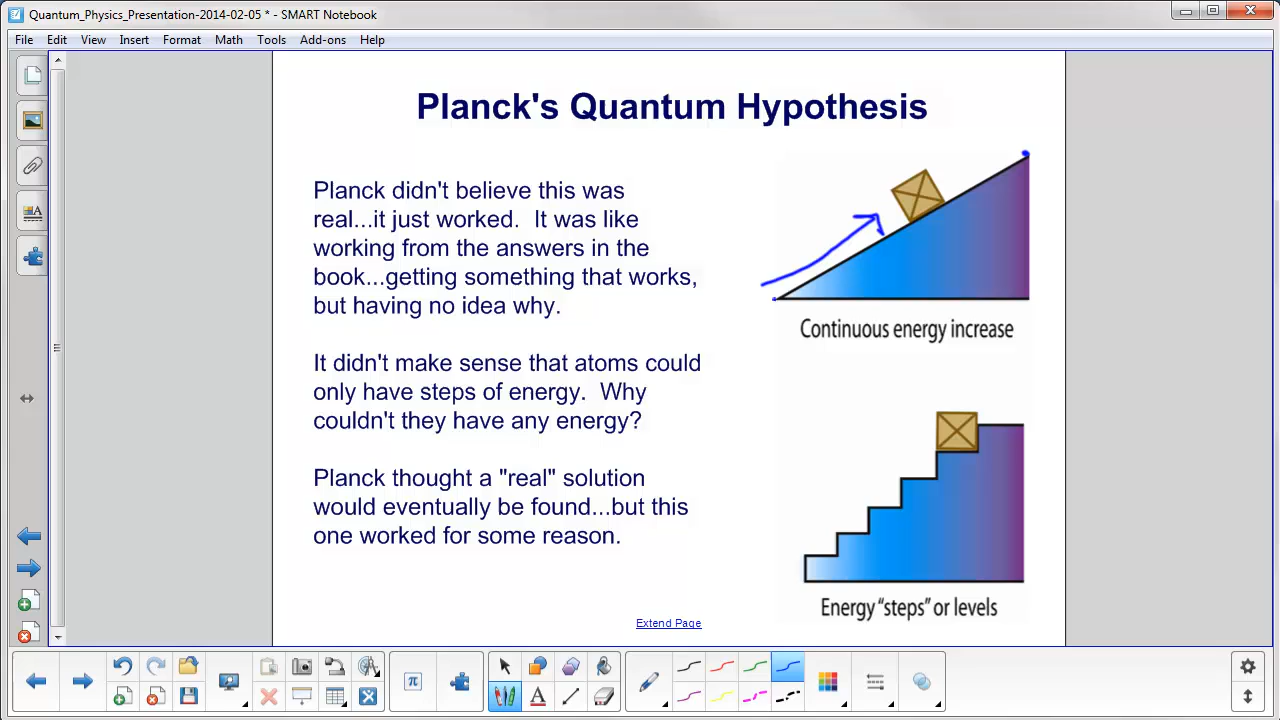 Quantum_Physics_Presentation-2014-02-05 * - SMART Notebook
File Edit View Insert Format Math Tools Add-ons Help
Planck's Quantum Hypothesis
Planck didn't believe this was
real...it just worked.  It was like
working from the answers in the
book...getting something that works,
but having no idea why.
It didn't make sense that atoms could
only have steps of energy.  Why
couldn't they have any energy?
Planck thought a "real" solution
would eventually be found...but this
one worked for some reason.
Continuous energy increase
Energy “steps” or levels
Extend Page
π
A